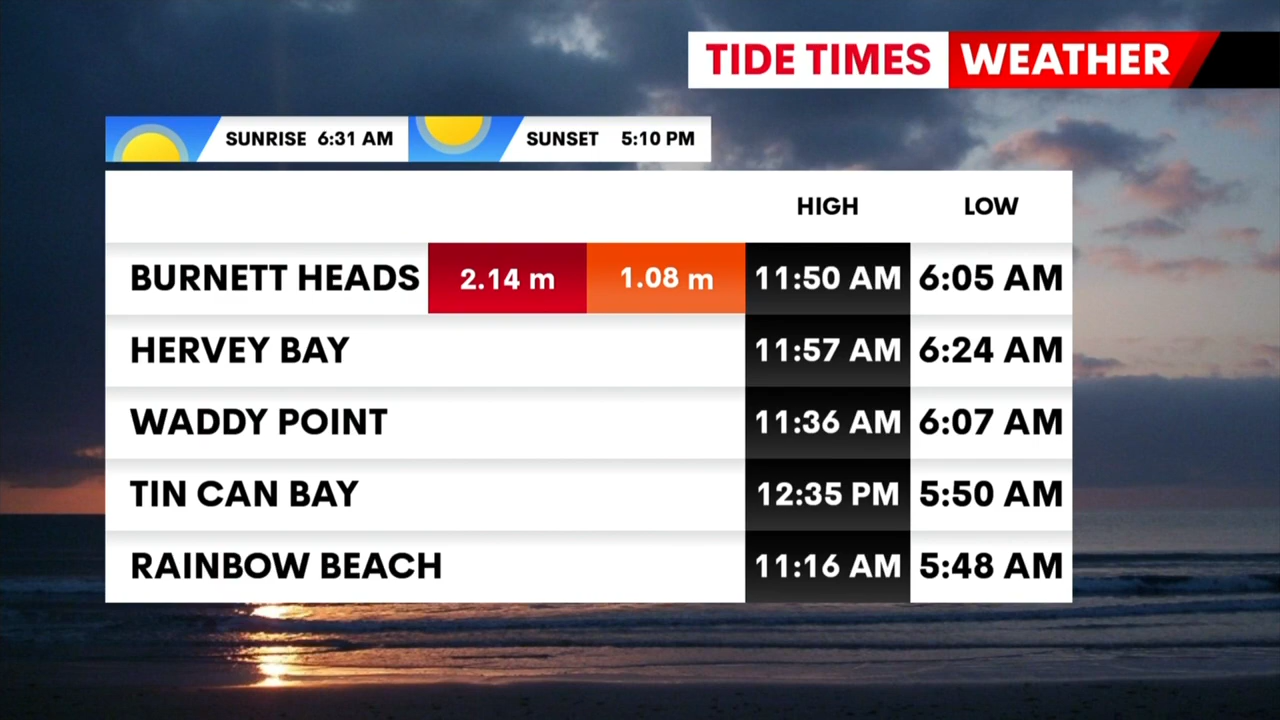 TIDE TIMES WEATHER
SUNRISE 6:31 AM SUNSET 5:10 PM
HIGH LOW
BURNETT HEADS 2.14 m 1.08 m 11:50 AM 6:05 AM
HERVEY BAY 11:57 AM 6:24 AM
WADDY POINT 11:36 AM 6:07 AM
TIN CAN BAY 12:35 PM 5:50 AM
RAINBOW BEACH 11:16 AM 5:48 AM